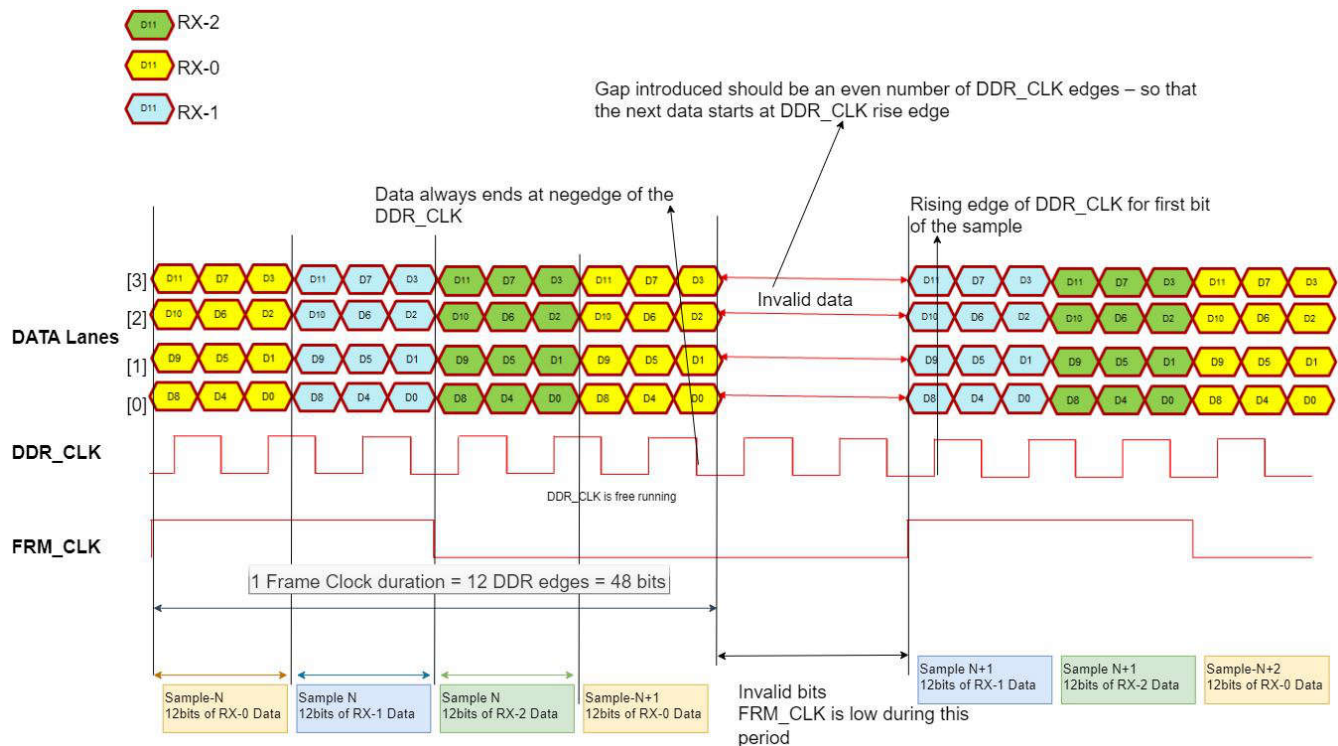 D11 RX-2
D11 RX-0
D11 RX-1
Gap introduced should be an even number of DDR_CLK edges – so that
the next data starts at DDR_CLK rise edge
Data always ends at negedge of the
DDR_CLK
Rising edge of DDR_CLK for first bit
of the sample
[3] D11 D7 D3 D11 D7 D3 D11 D7 D3 D11 D7 D3 D11 D7 D3 D11 D7 D3 D11 D7 D3
Invalid data
[2] D10 D6 D2 D10 D6 D2 D10 D6 D2 D10 D6 D2 D10 D6 D2 D10 D6 D2 D10 D6 D2
DATA Lanes
[1] D9 D5 D1 D9 D5 D1 D9 D5 D1 D9 D5 D1 D9 D5 D1 D9 D5 D1 D9 D5 D1
[0] D8 D4 D0 D8 D4 D0 D8 D4 D0 D8 D4 D0 D8 D4 D0 D8 D4 D0 D8 D4 D0
DDR_CLK
DDR_CLK is free running
FRM_CLK
1 Frame Clock duration = 12 DDR edges = 48 bits
Sample-N
12bits of RX-0 Data
Sample N
12bits of RX-1 Data
Sample N
12bits of RX-2 Data
Sample-N+1
12bits of RX-0 Data
Invalid bits
FRM_CLK is low during this
period
Sample N+1
12bits of RX-1 Data
Sample N+1
12bits of RX-2 Data
Sample-N+2
12bits of RX-0 Data